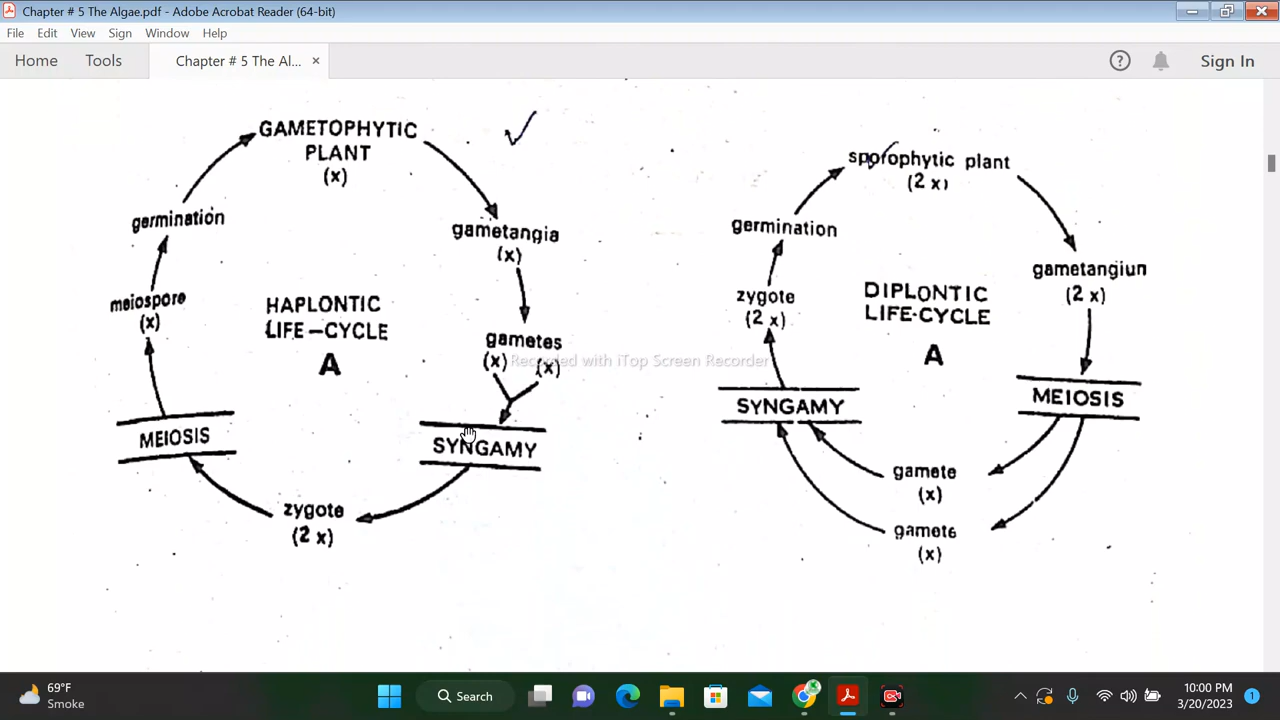 Chapter # 5 The Algae.pdf - Adobe Acrobat Reader (64-bit)
File Edit View Sign Window Help
Home Tools Chapter # 5 The Al... × Sign In
GAMETOPHYTIC
PLANT
(x)
gametangia
(x)
gametes
(x) (x)
SYNGAMY
zygote
(2 x)
MEIOSIS
meiospore
(x)
germination
HAPLONTIC
LIFE-CYCLE
A
sporophytic plant
(2 x)
gametangiun
(2 x)
MEIOSIS
gamete
(x)
gamete
(x)
SYNGAMY
zygote
(2 x)
germination
DIPLONTIC
LIFE-CYCLE
A
Recorded with iTop Screen Recorder
69°F
Smoke
Search
10:00 PM
3/20/2023
1